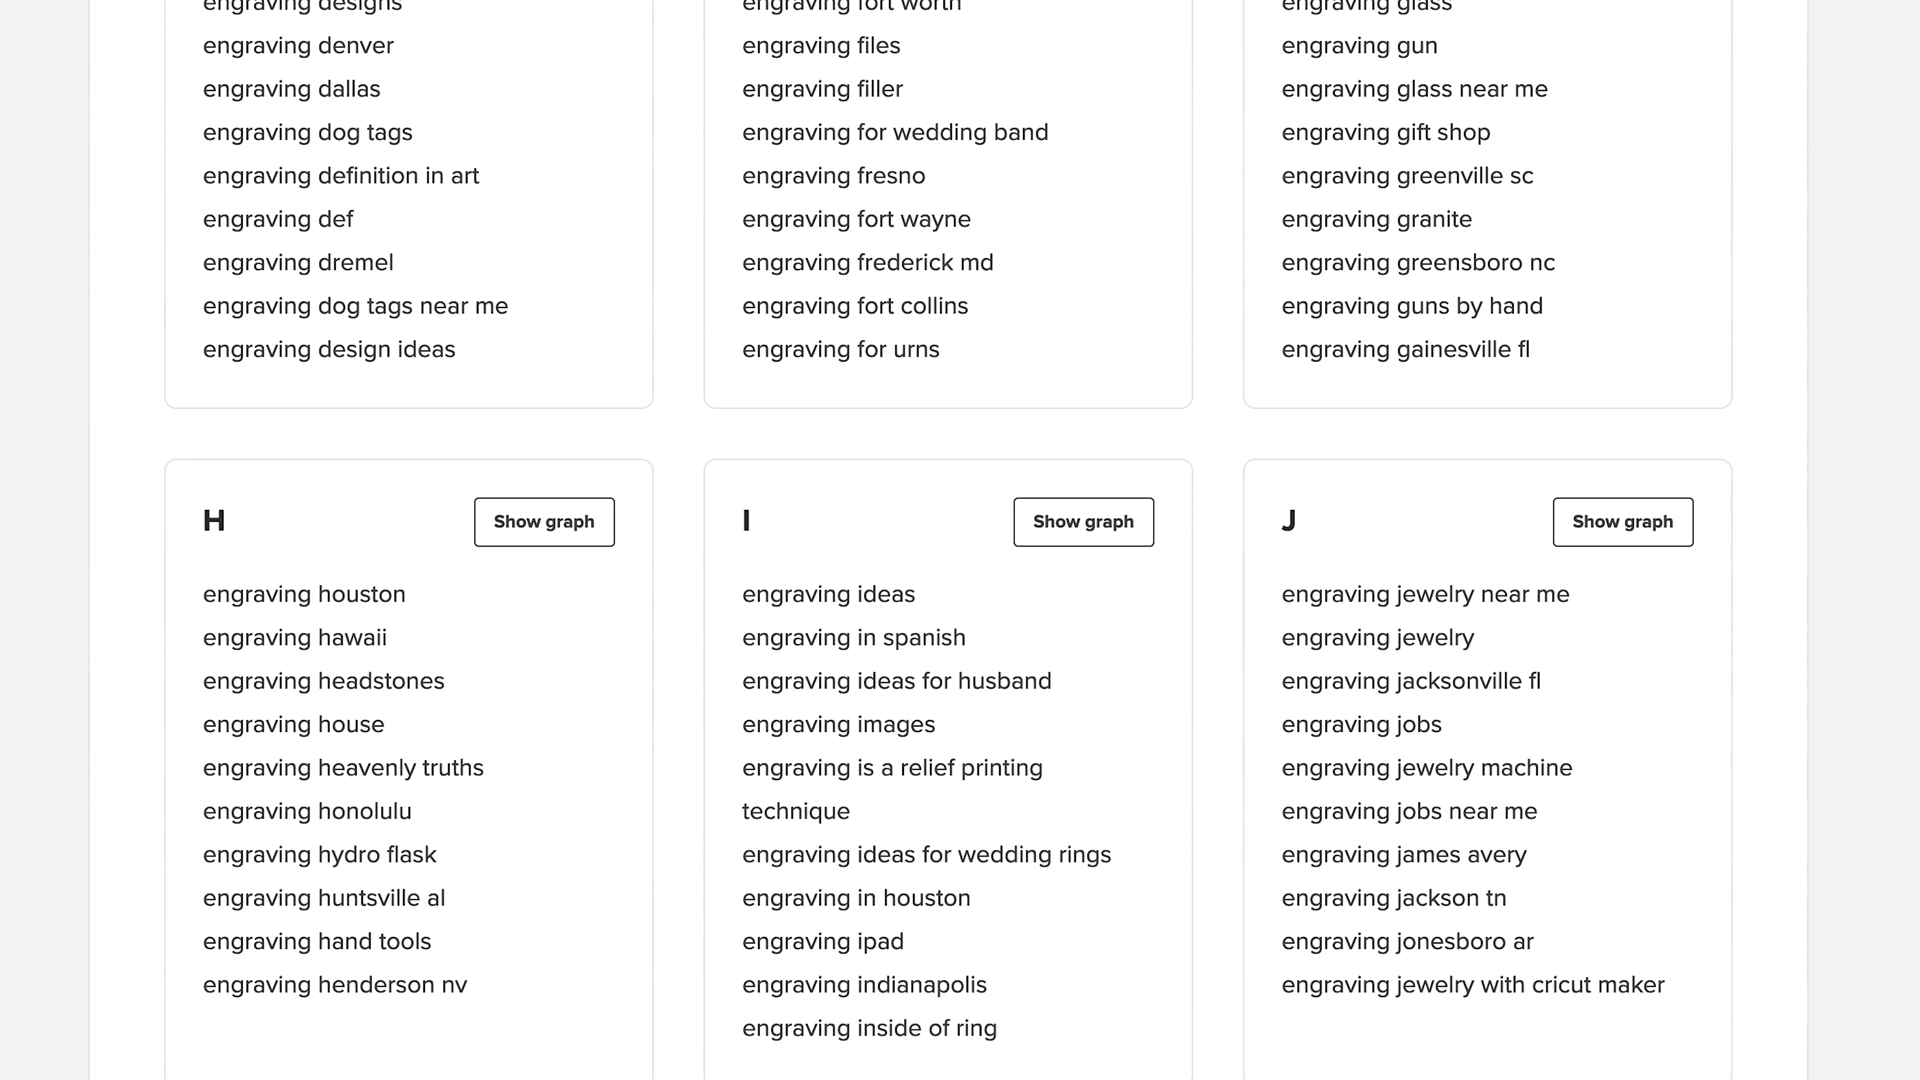 engraving designs
engraving denver
engraving dallas
engraving dog tags
engraving definition in art
engraving def
engraving dremel
engraving dog tags near me
engraving design ideas
engraving fort worth
engraving files
engraving filler
engraving for wedding band
engraving fresno
engraving fort wayne
engraving frederick md
engraving fort collins
engraving for urns
engraving glass
engraving gun
engraving glass near me
engraving gift shop
engraving greenville sc
engraving granite
engraving greensboro nc
engraving guns by hand
engraving gainesville fl
H
Show graph
engraving houston
engraving hawaii
engraving headstones
engraving house
engraving heavenly truths
engraving honolulu
engraving hydro flask
engraving huntsville al
engraving hand tools
engraving henderson nv
I
Show graph
engraving ideas
engraving in spanish
engraving ideas for husband
engraving images
engraving is a relief printing
technique
engraving ideas for wedding rings
engraving in houston
engraving ipad
engraving indianapolis
engraving inside of ring
J
Show graph
engraving jewelry near me
engraving jewelry
engraving jacksonville fl
engraving jobs
engraving jewelry machine
engraving jobs near me
engraving james avery
engraving jackson tn
engraving jonesboro ar
engraving jewelry with cricut maker